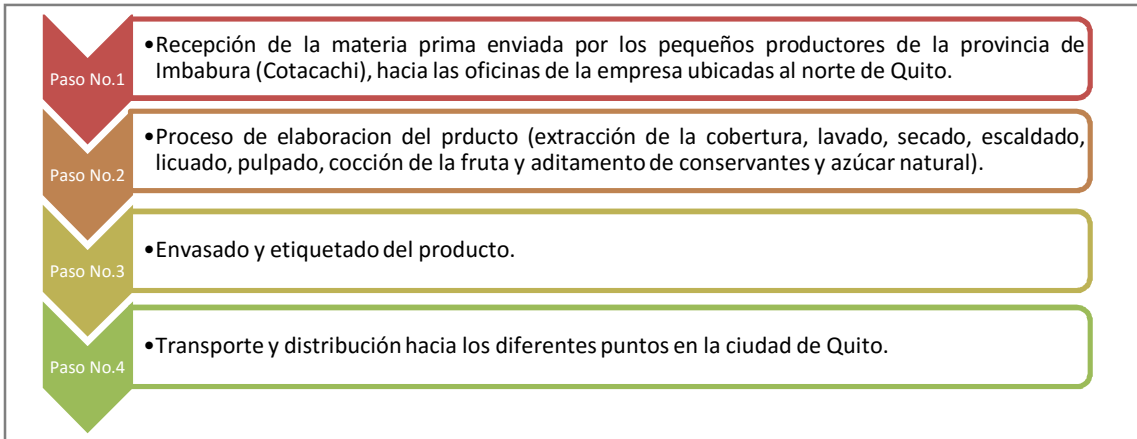 Paso No.1
•Recepción de la materia prima enviada por los pequeños productores de la provincia de
Imbabura (Cotacachi), hacia las oficinas de la empresa ubicadas al norte de Quito.
Paso No.2
•Proceso de elaboracion del prducto (extracción de la cobertura, lavado, secado, escaldado,
licuado, pulpado, cocción de la fruta y aditamento de conservantes y azúcar natural).
Paso No.3
•Envasado y etiquetado del producto.
Paso No.4
•Transporte y distribución hacia los diferentes puntos en la ciudad de Quito.